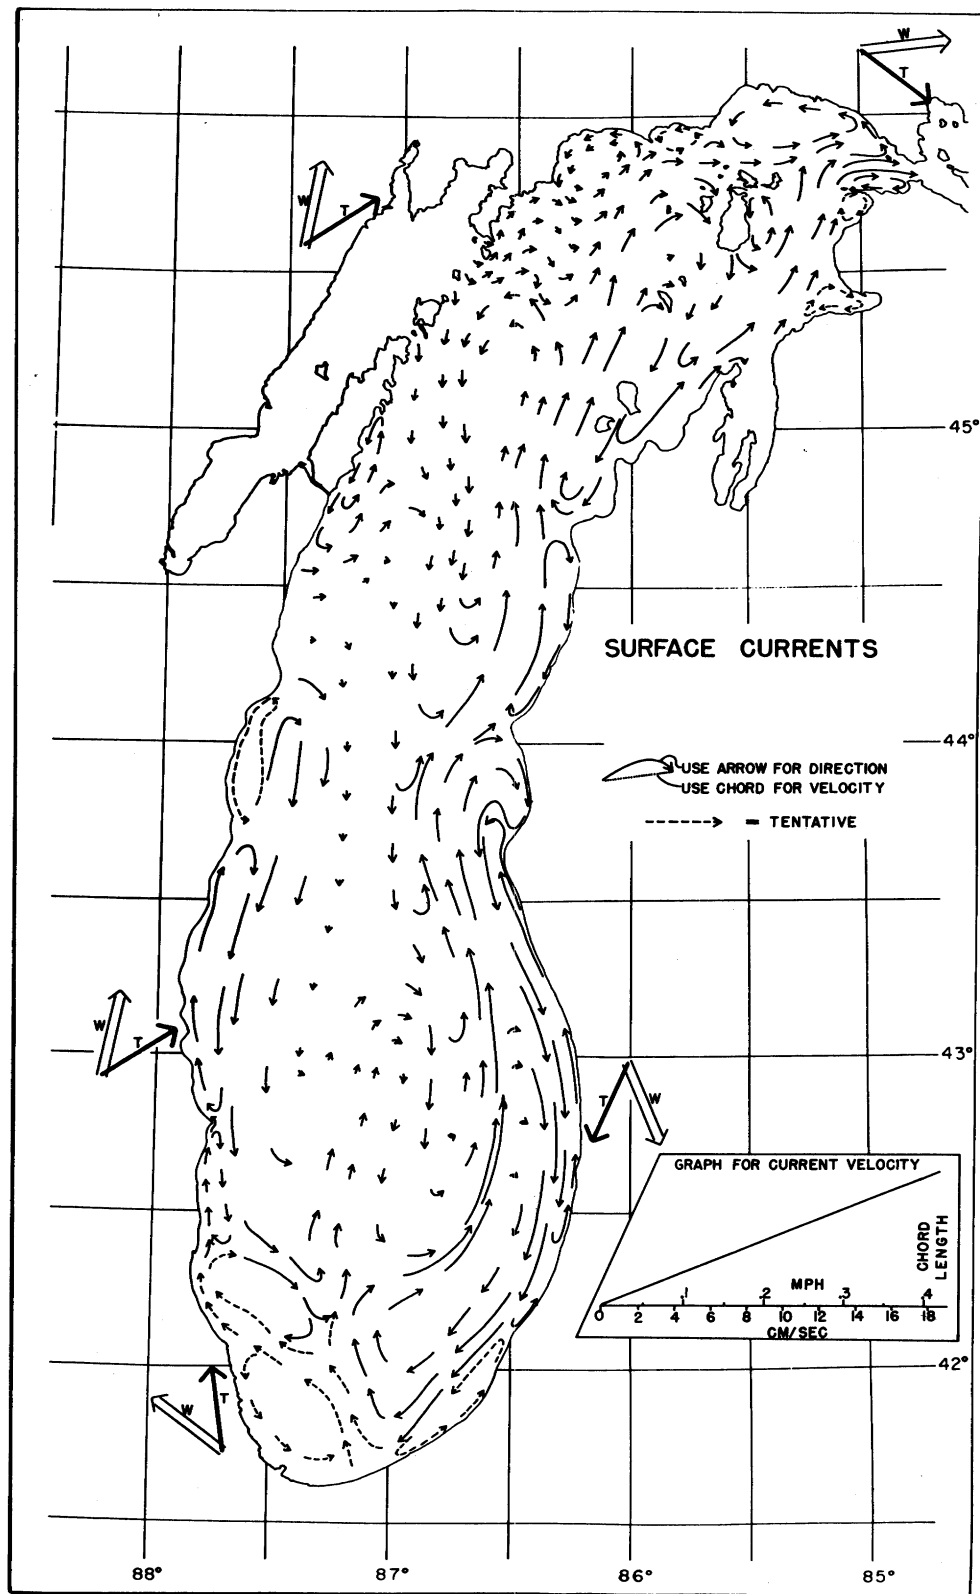 W
T
W
T
45°
SURFACE CURRENTS
44°
USE ARROW FOR DIRECTION
USE CHORD FOR VELOCITY
--------> = TENTATIVE
W
T
43°
T
W
GRAPH FOR CURRENT VELOCITY
CHORD LENGTH
MPH
.1 .2 .3 .4
0 2 4 6 8 10 12 14 16 18
CM/SEC
42°
W
T
88° 87° 86° 85°